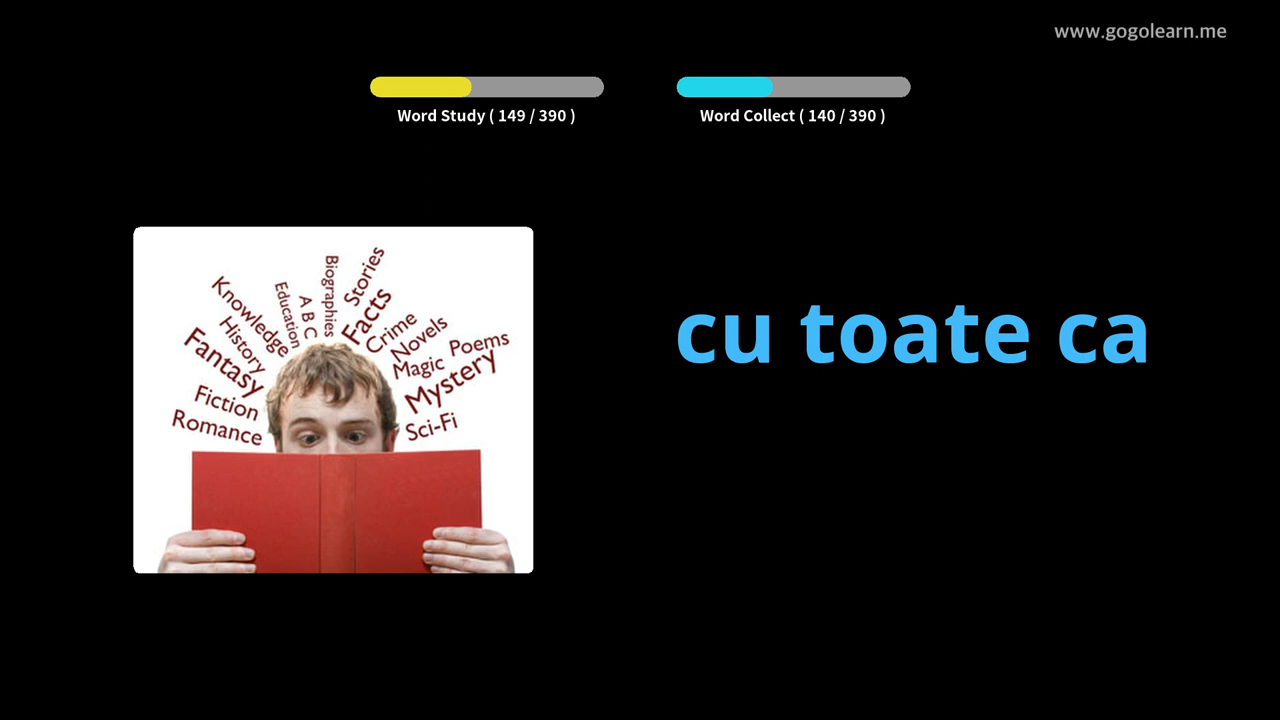 www.gogolearn.me
Word Study ( 149 / 390 )
Word Collect ( 140 / 390 )
Knowledge
Education
A B C
Biographies
Stories
Facts
History
Crime
Novels
Fantasy
Magic
Poems
Mystery
Fiction
Romance
Sci-Fi
cu toate ca